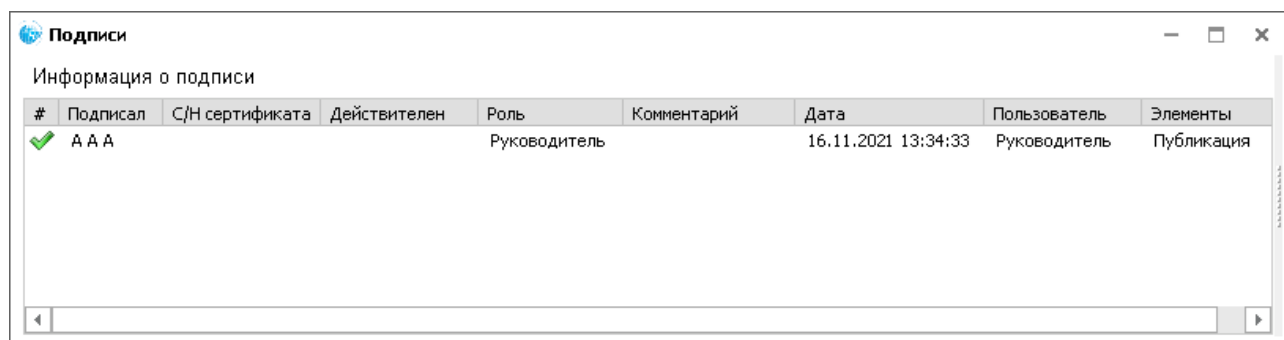 Подписи
Информация о подписи
# Подписал С/Н сертификата Действителен Роль Комментарий Дата Пользователь Элементы
А А А Руководитель 16.11.2021 13:34:33 Руководитель Публикация